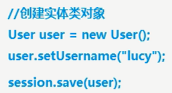 //创建实体类对象
User user = new User();
user.setUsername("lucy");
session.save(user);